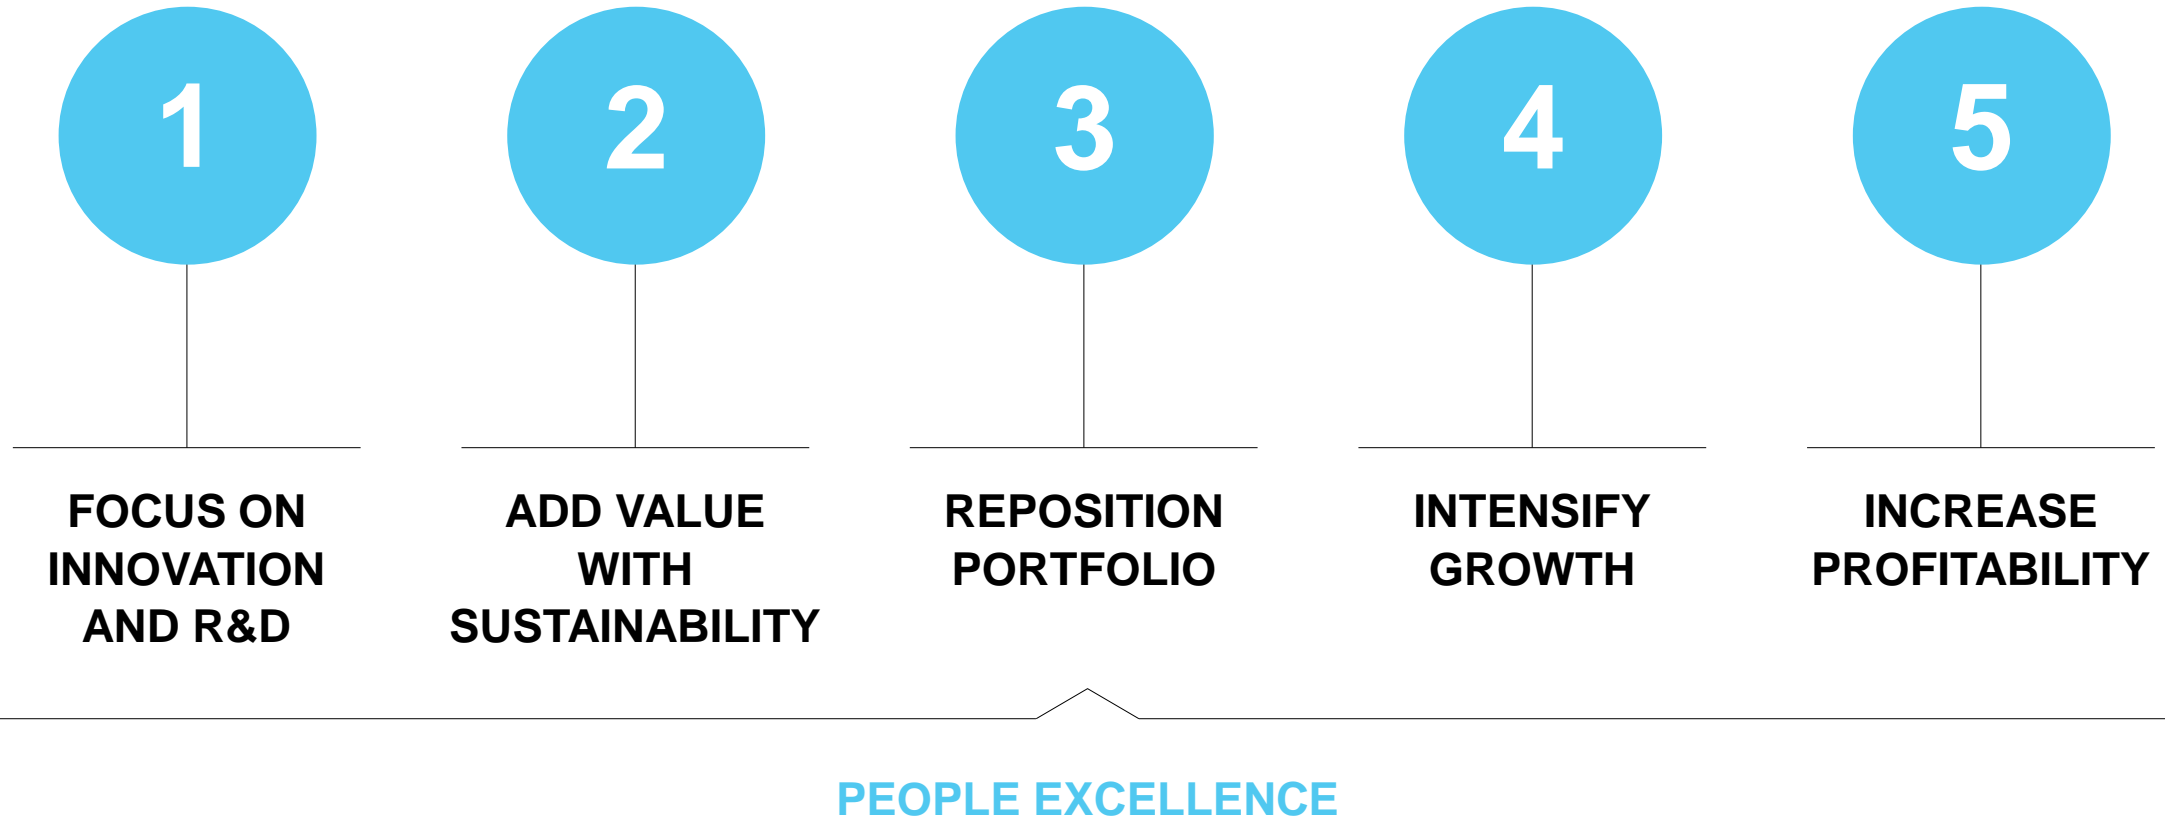 1
2
3
4
5
FOCUS ON
INNOVATION
AND R&D
ADD VALUE
WITH
SUSTAINABILITY
REPOSITION
PORTFOLIO
INTENSIFY
GROWTH
INCREASE
PROFITABILITY
PEOPLE EXCELLENCE